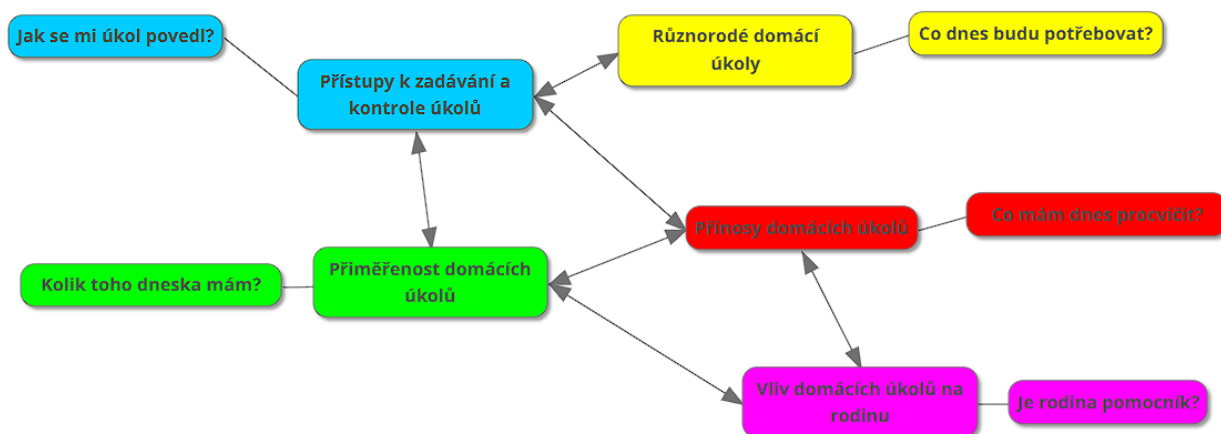 Jak se mi úkol povedl?
Přístupy k zadávání a
kontrole úkolů
Různorodé domácí
úkoly
Co dnes budu potřebovat?
Přínosy domácích úkolů
Co mám dnes procvičit?
Kolik toho dneska mám?
Přiměřenost domácích
úkolů
Vliv domácích úkolů na
rodinu
Je rodina pomocník?